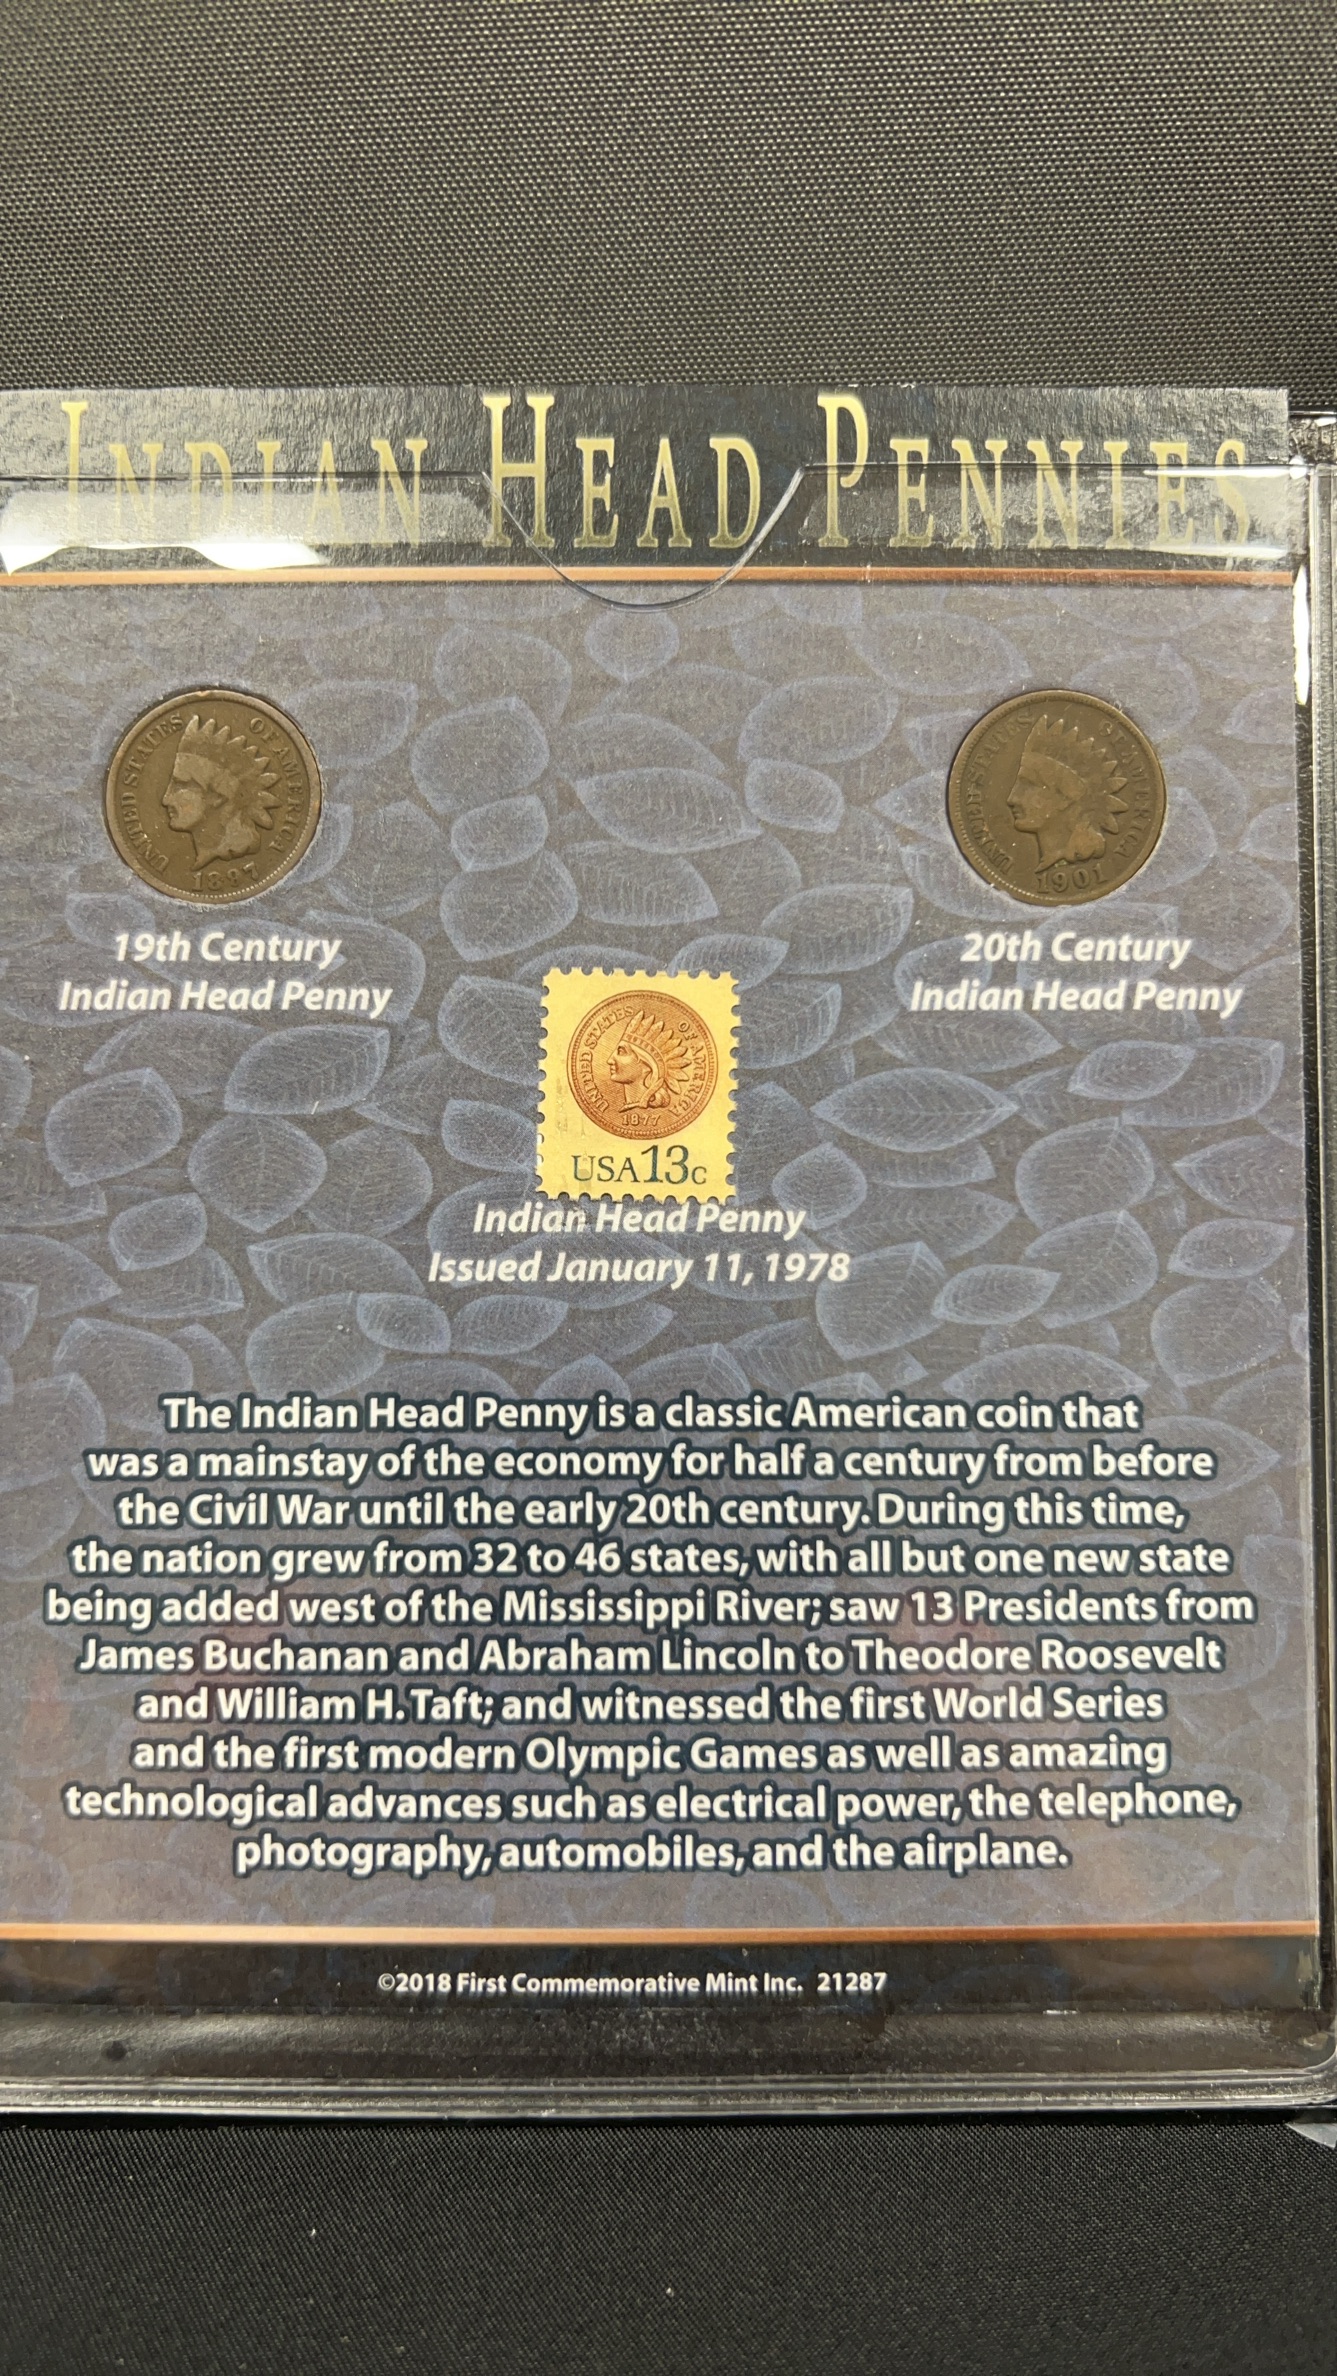 INDIAN HEAD PENNIES
UNITED STATES OF AMERICA
1897
UNITED STATES OF AMERICA
1901
19th Century
Indian Head Penny
20th Century
Indian Head Penny
UNITED STATES OF AMERICA
1877
USA 13c
Indian Head Penny
Issued January 11, 1978
The Indian Head Penny is a classic American coin that
was a mainstay of the economy for half a century from before
the Civil War until the early 20th century. During this time,
the nation grew from 32 to 46 states, with all but one new state
being added west of the Mississippi River; saw 13 Presidents from
James Buchanan and Abraham Lincoln to Theodore Roosevelt
and William H. Taft; and witnessed the first World Series
and the first modern Olympic Games as well as amazing
technological advances such as electrical power, the telephone,
photography, automobiles, and the airplane.
©2018 First Commemorative Mint Inc. 21287